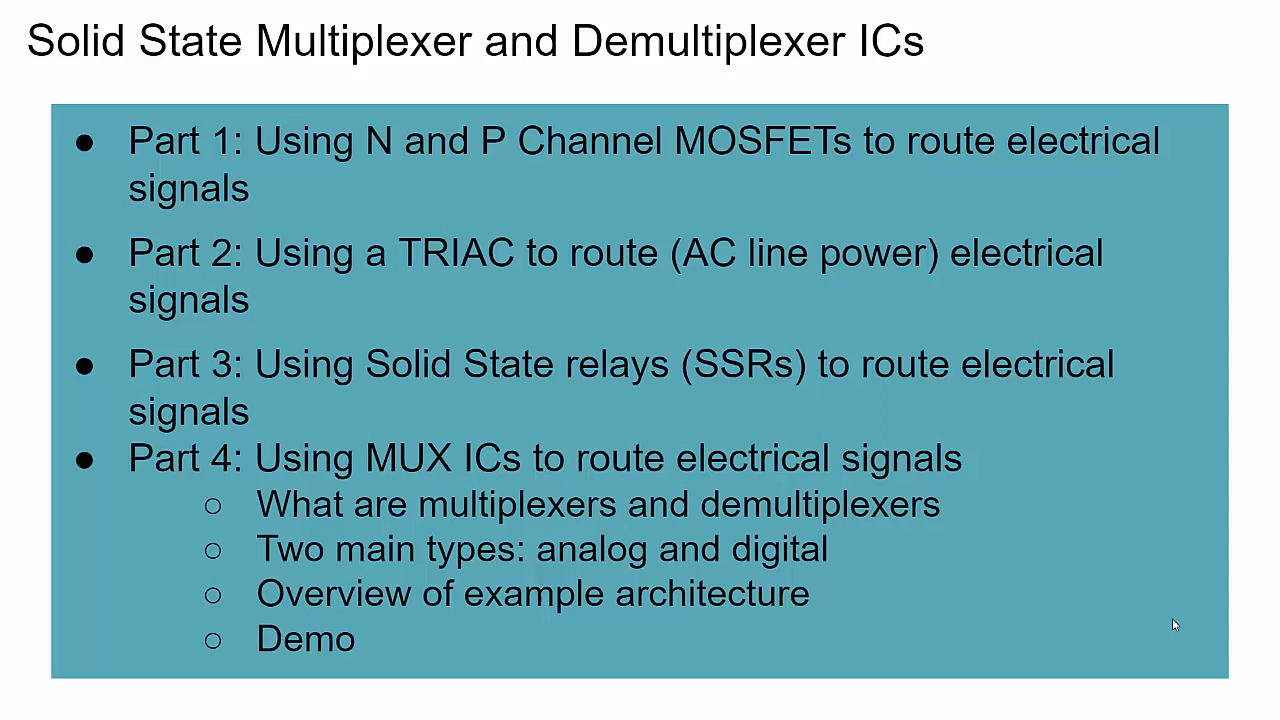 Solid State Multiplexer and Demultiplexer ICs
● Part 1: Using N and P Channel MOSFETs to route electrical
signals
● Part 2: Using a TRIAC to route (AC line power) electrical
signals
● Part 3: Using Solid State relays (SSRs) to route electrical
signals
● Part 4: Using MUX ICs to route electrical signals
○ What are multiplexers and demultiplexers
○ Two main types: analog and digital
○ Overview of example architecture
○ Demo